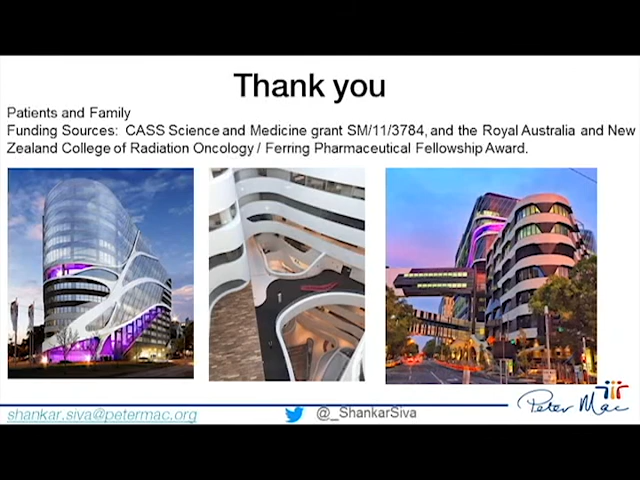 Thank you
Patients and Family
Funding Sources: CASS Science and Medicine grant SM/11/3784, and the Royal Australia and New
Zealand College of Radiation Oncology / Ferring Pharmaceutical Fellowship Award.
shankar.siva@petermac.org
@_ShankarSiva
Peter Mac